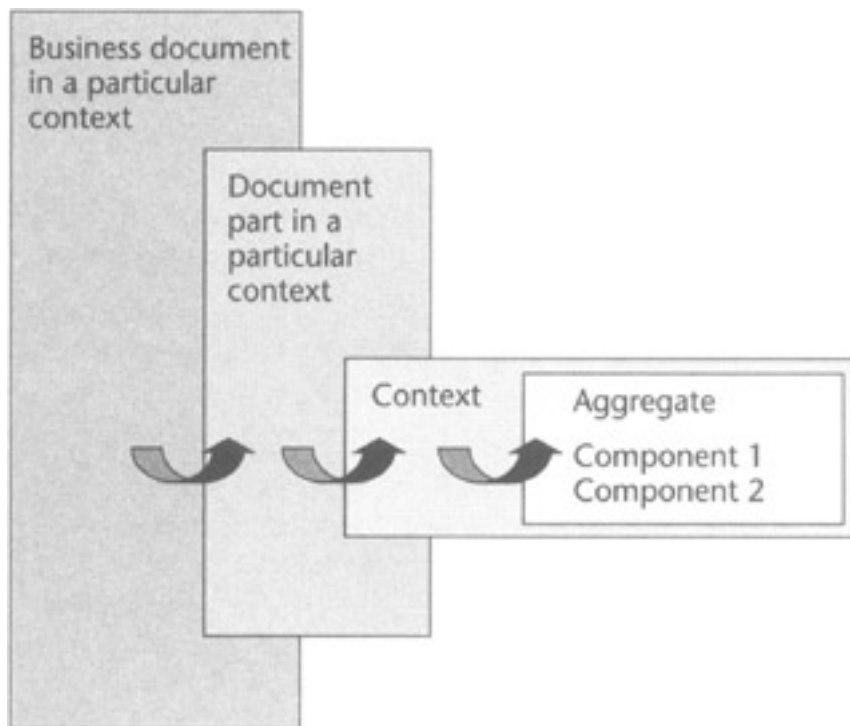 Business document
in a particular
context
Document
part in a
particular
context
Context
Aggregate
Component 1
Component 2